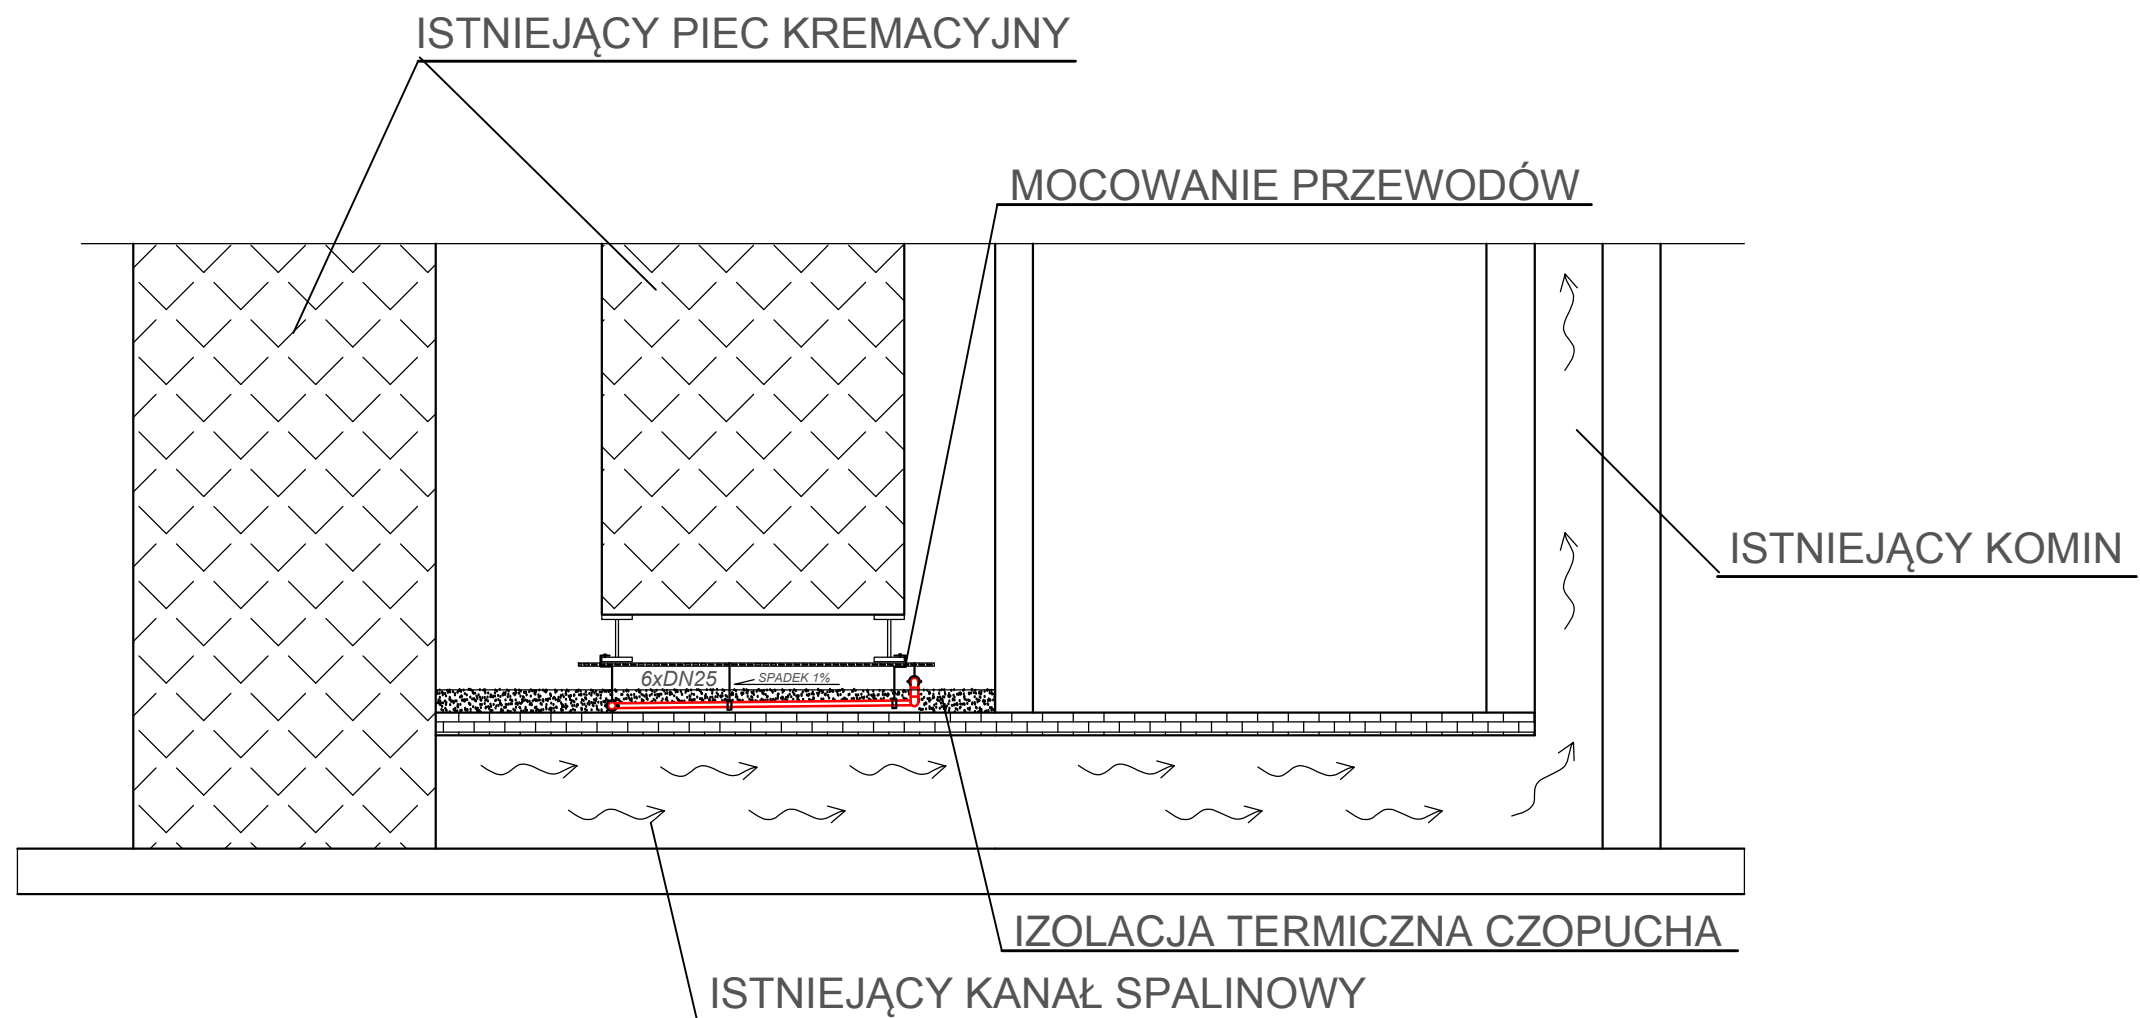 ISTNIEJĄCY PIEC KREMACYJNY
MOCOWANIE PRZEWODÓW
ISTNIEJĄCY KOMIN
6xDN25
SPADEK 1%
IZOLACJA TERMICZNA CZOPUCHA
ISTNIEJĄCY KANAŁ SPALINOWY